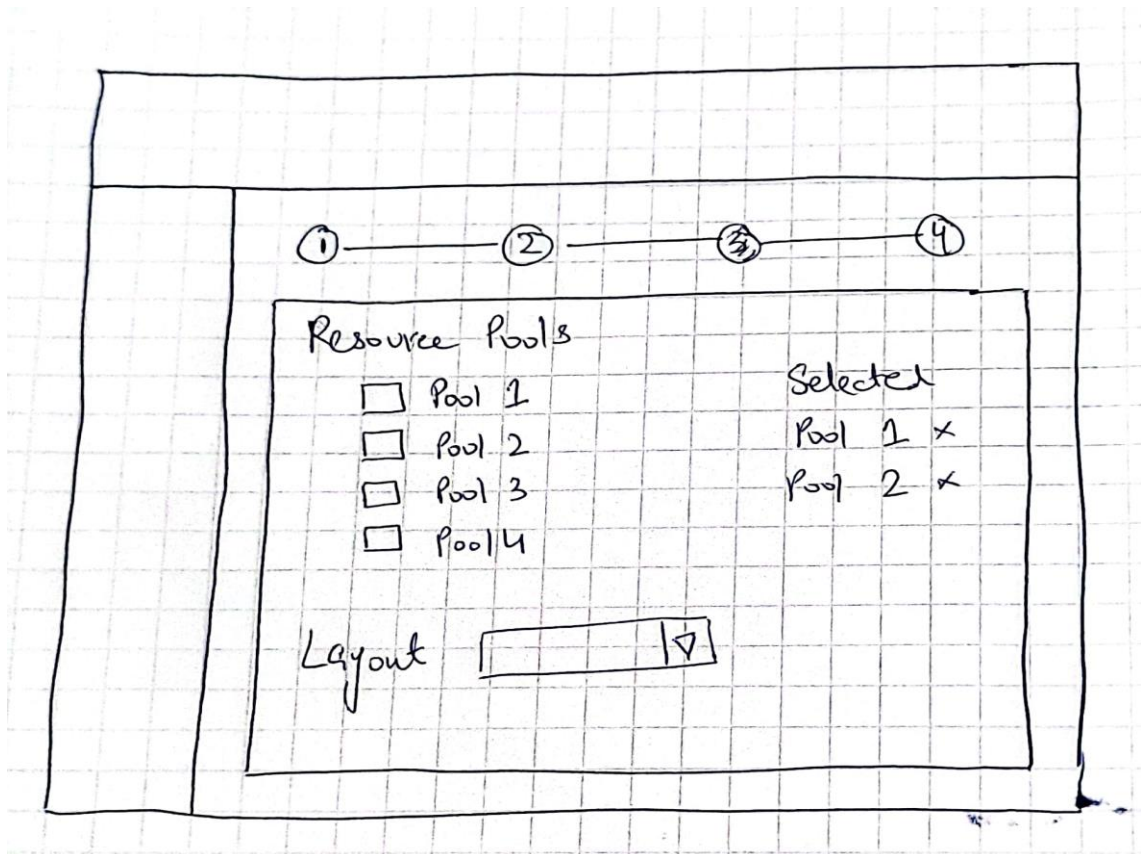 1 2 3 4
Resource Pools
Pool 1
Pool 2
Pool 3
Pool 4
Selected
Pool 1 ×
Pool 2 ×
Layout